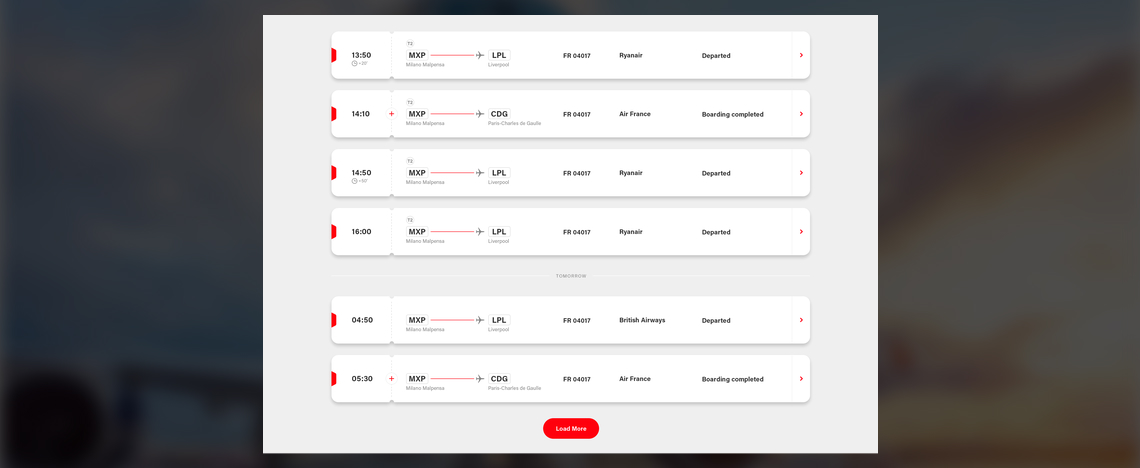 T2
13:50 MXP LPL FR 04017 Ryanair Departed
+20' Milano Malpensa Liverpool
T2
14:10 + MXP CDG FR 04017 Air France Boarding completed
Milano Malpensa Paris-Charles de Gaulle
T2
14:50 MXP LPL FR 04017 Ryanair Departed
Milano Malpensa Liverpool
T2
16:00 MXP LPL FR 04017 Ryanair Departed
Milano Malpensa Liverpool
TOMORROW
04:50 MXP LPL FR 04017 British Airways Departed
Milano Malpensa Liverpool
05:30 + MXP CDG FR 04017 Air France Boarding completed
Milano Malpensa Paris-Charles de Gaulle
Load More